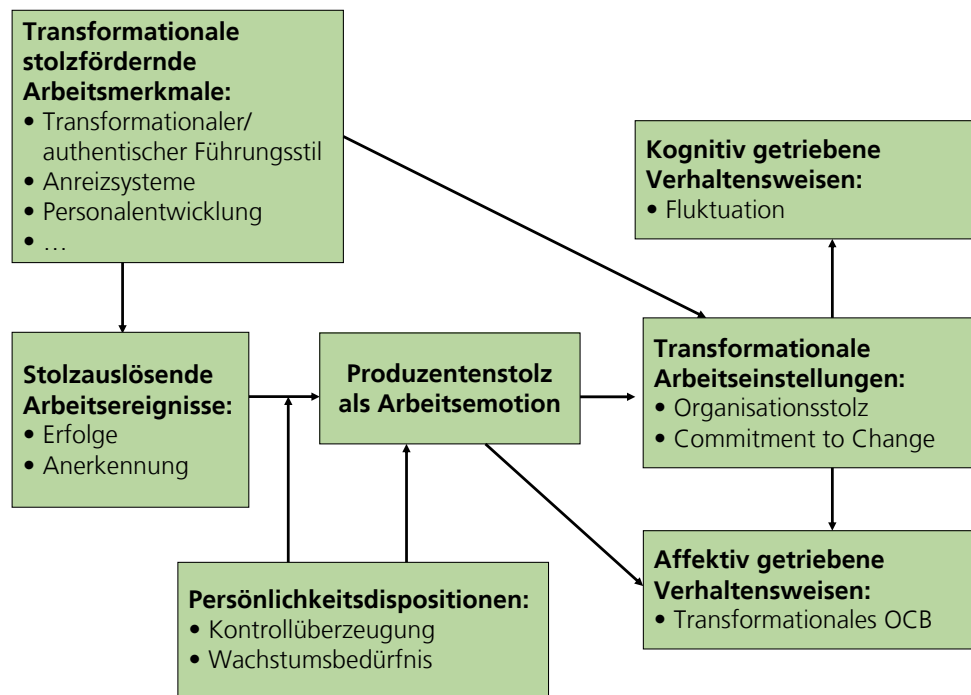 Transformationale
stolzfördernde
Arbeitsmerkmale:
• Transformationaler/
authentischer Führungsstil
• Anreizsysteme
• Personalentwicklung
• …
Kognitiv getriebene
Verhaltensweisen:
• Fluktuation
Stolzauslösende
Arbeitsereignisse:
• Erfolge
• Anerkennung
Produzentenstolz
als Arbeitsemotion
Transformationale
Arbeitseinstellungen:
• Organisationsstolz
• Commitment to Change
Persönlichkeitsdispositionen:
• Kontrollüberzeugung
• Wachstumsbedürfnis
Affektiv getriebene
Verhaltensweisen:
• Transformationales OCB